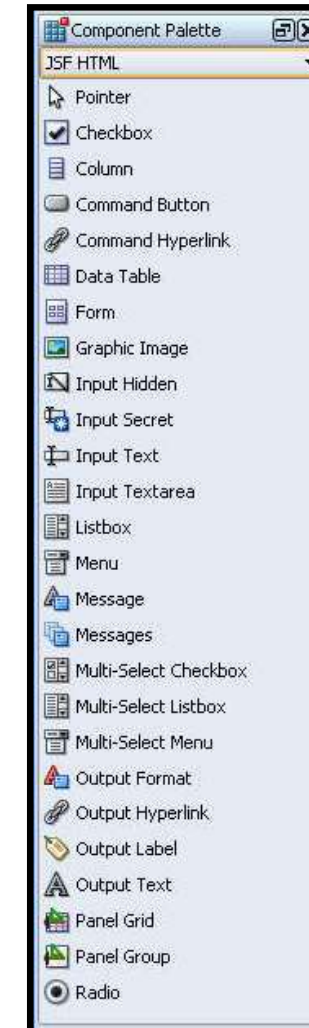 Component Palette
JSF HTML
Pointer
Checkbox
Column
Command Button
Command Hyperlink
Data Table
Form
Graphic Image
Input Hidden
Input Secret
Input Text
Input Textarea
Listbox
Menu
Message
Messages
Multi-Select Checkbox
Multi-Select Listbox
Multi-Select Menu
Output Format
Output Hyperlink
Output Label
Output Text
Panel Grid
Panel Group
Radio